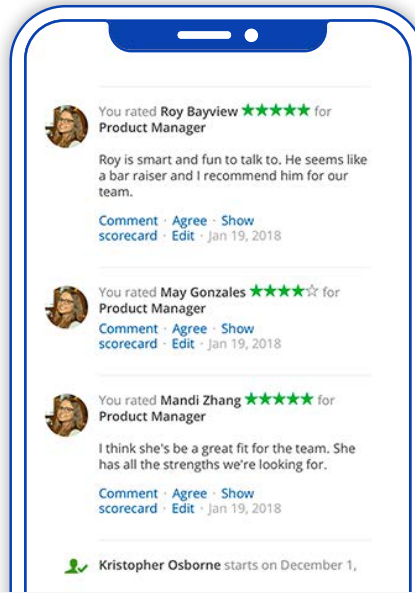 You rated Roy Bayview ★★★★★ for
Product Manager
Roy is smart and fun to talk to. He seems like
a bar raiser and I recommend him for our
team.
Comment · Agree · Show
scorecard · Edit · Jan 19, 2018
You rated May Gonzales ★★★★☆ for
Product Manager
Comment · Agree · Show
scorecard · Edit · Jan 19, 2018
You rated Mandi Zhang ★★★★★ for
Product Manager
I think she's be a great fit for the team. She
has all the strengths we're looking for.
Comment · Agree · Show
scorecard · Edit · Jan 19, 2018
Kristopher Osborne starts on December 1,